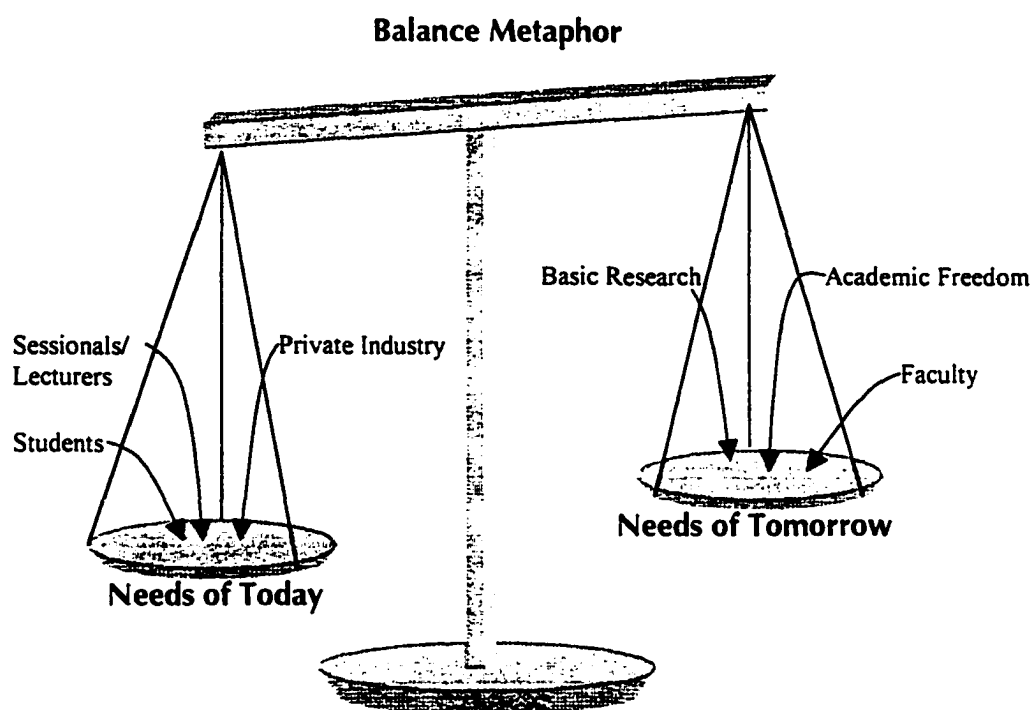 Balance Metaphor
Basic Research
Academic Freedom
Sessionals/
Lecturers
Private Industry
Faculty
Students
Needs of Tomorrow
Needs of Today